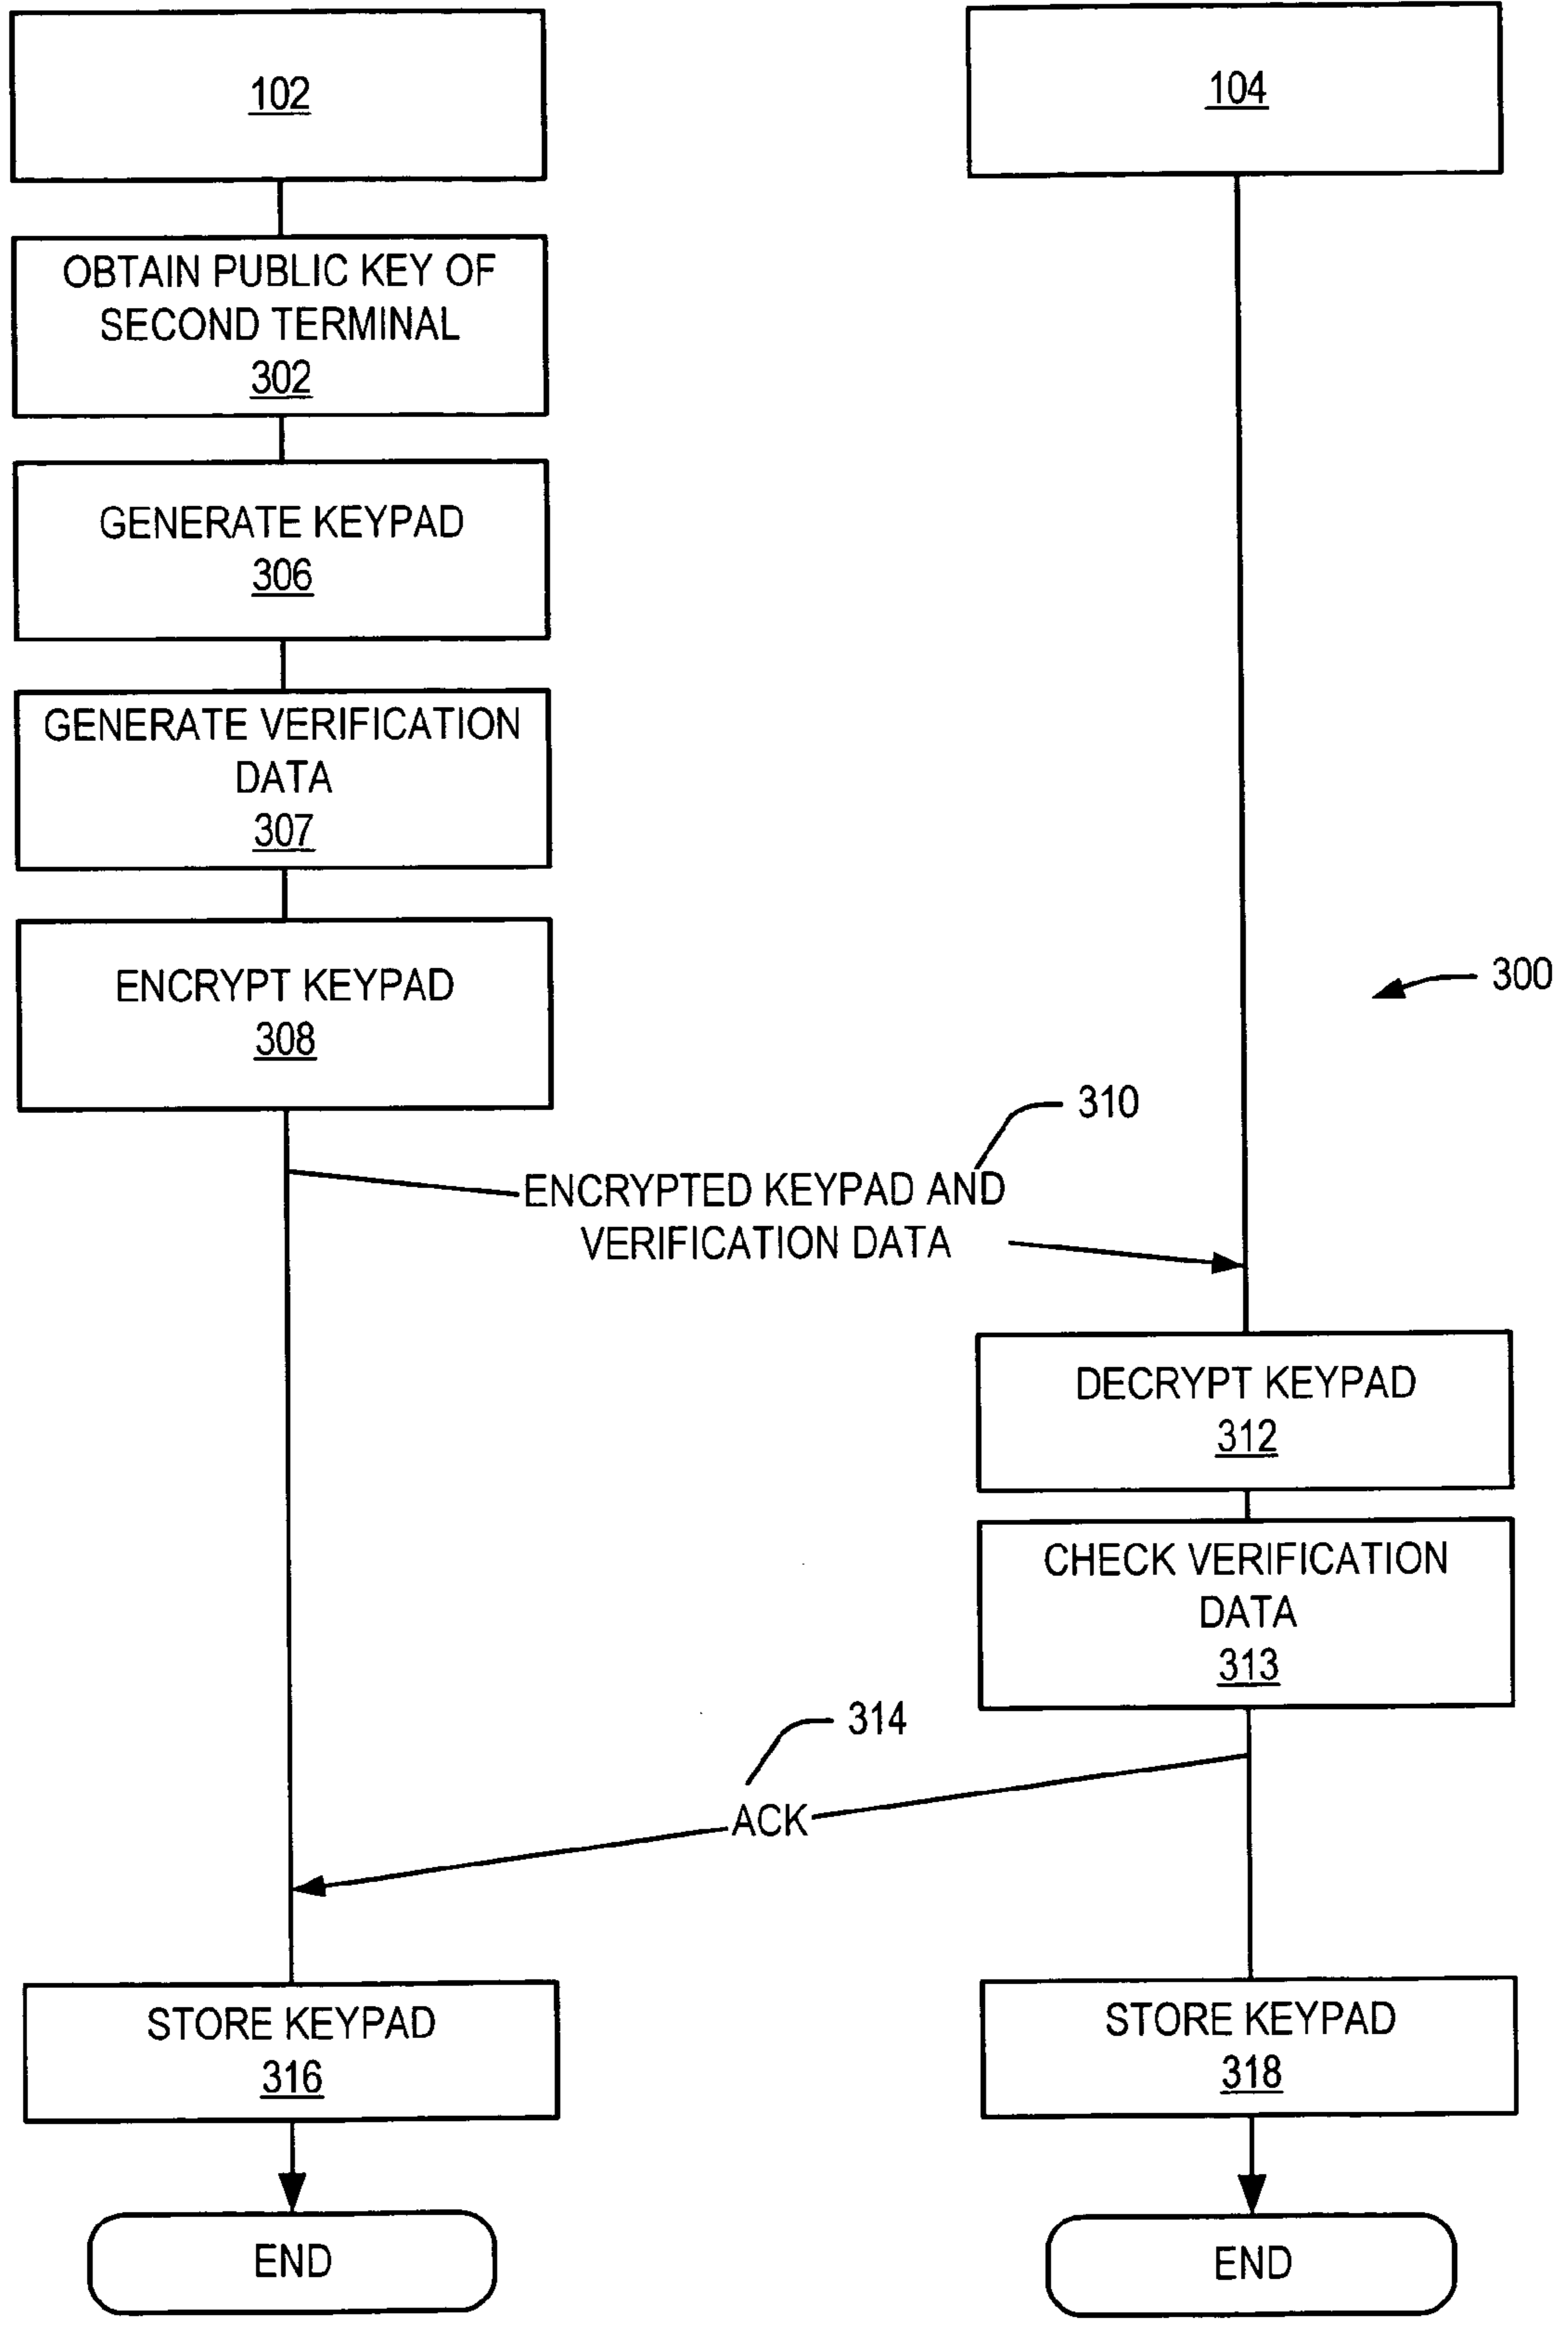 102
104
OBTAIN PUBLIC KEY OF
SECOND TERMINAL
302
GENERATE KEYPAD
306
GENERATE VERIFICATION
DATA
307
ENCRYPT KEYPAD
308
300
310
ENCRYPTED KEYPAD AND
VERIFICATION DATA
DECRYPT KEYPAD
312
CHECK VERIFICATION
DATA
313
314
ACK
STORE KEYPAD
316
STORE KEYPAD
318
END
END